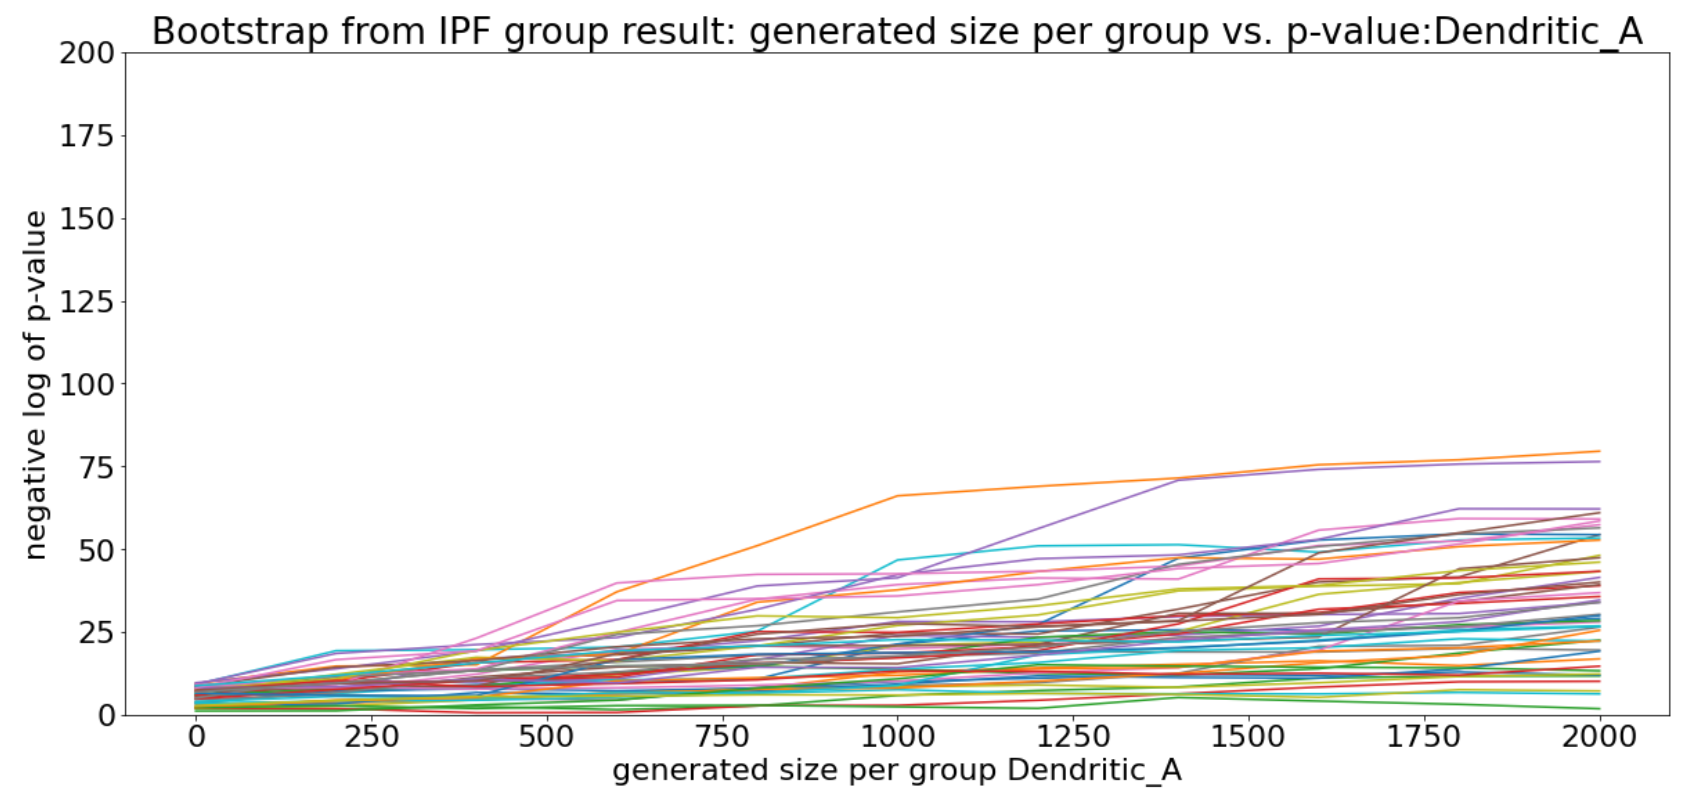 Bootstrap from IPF group result: generated size per group vs. p-value:Dendritic_A
200
175
150
125
100
75
50
25
0
negative log of p-value
0 250 500 750 1000 1250 1500 1750 2000
generated size per group Dendritic_A